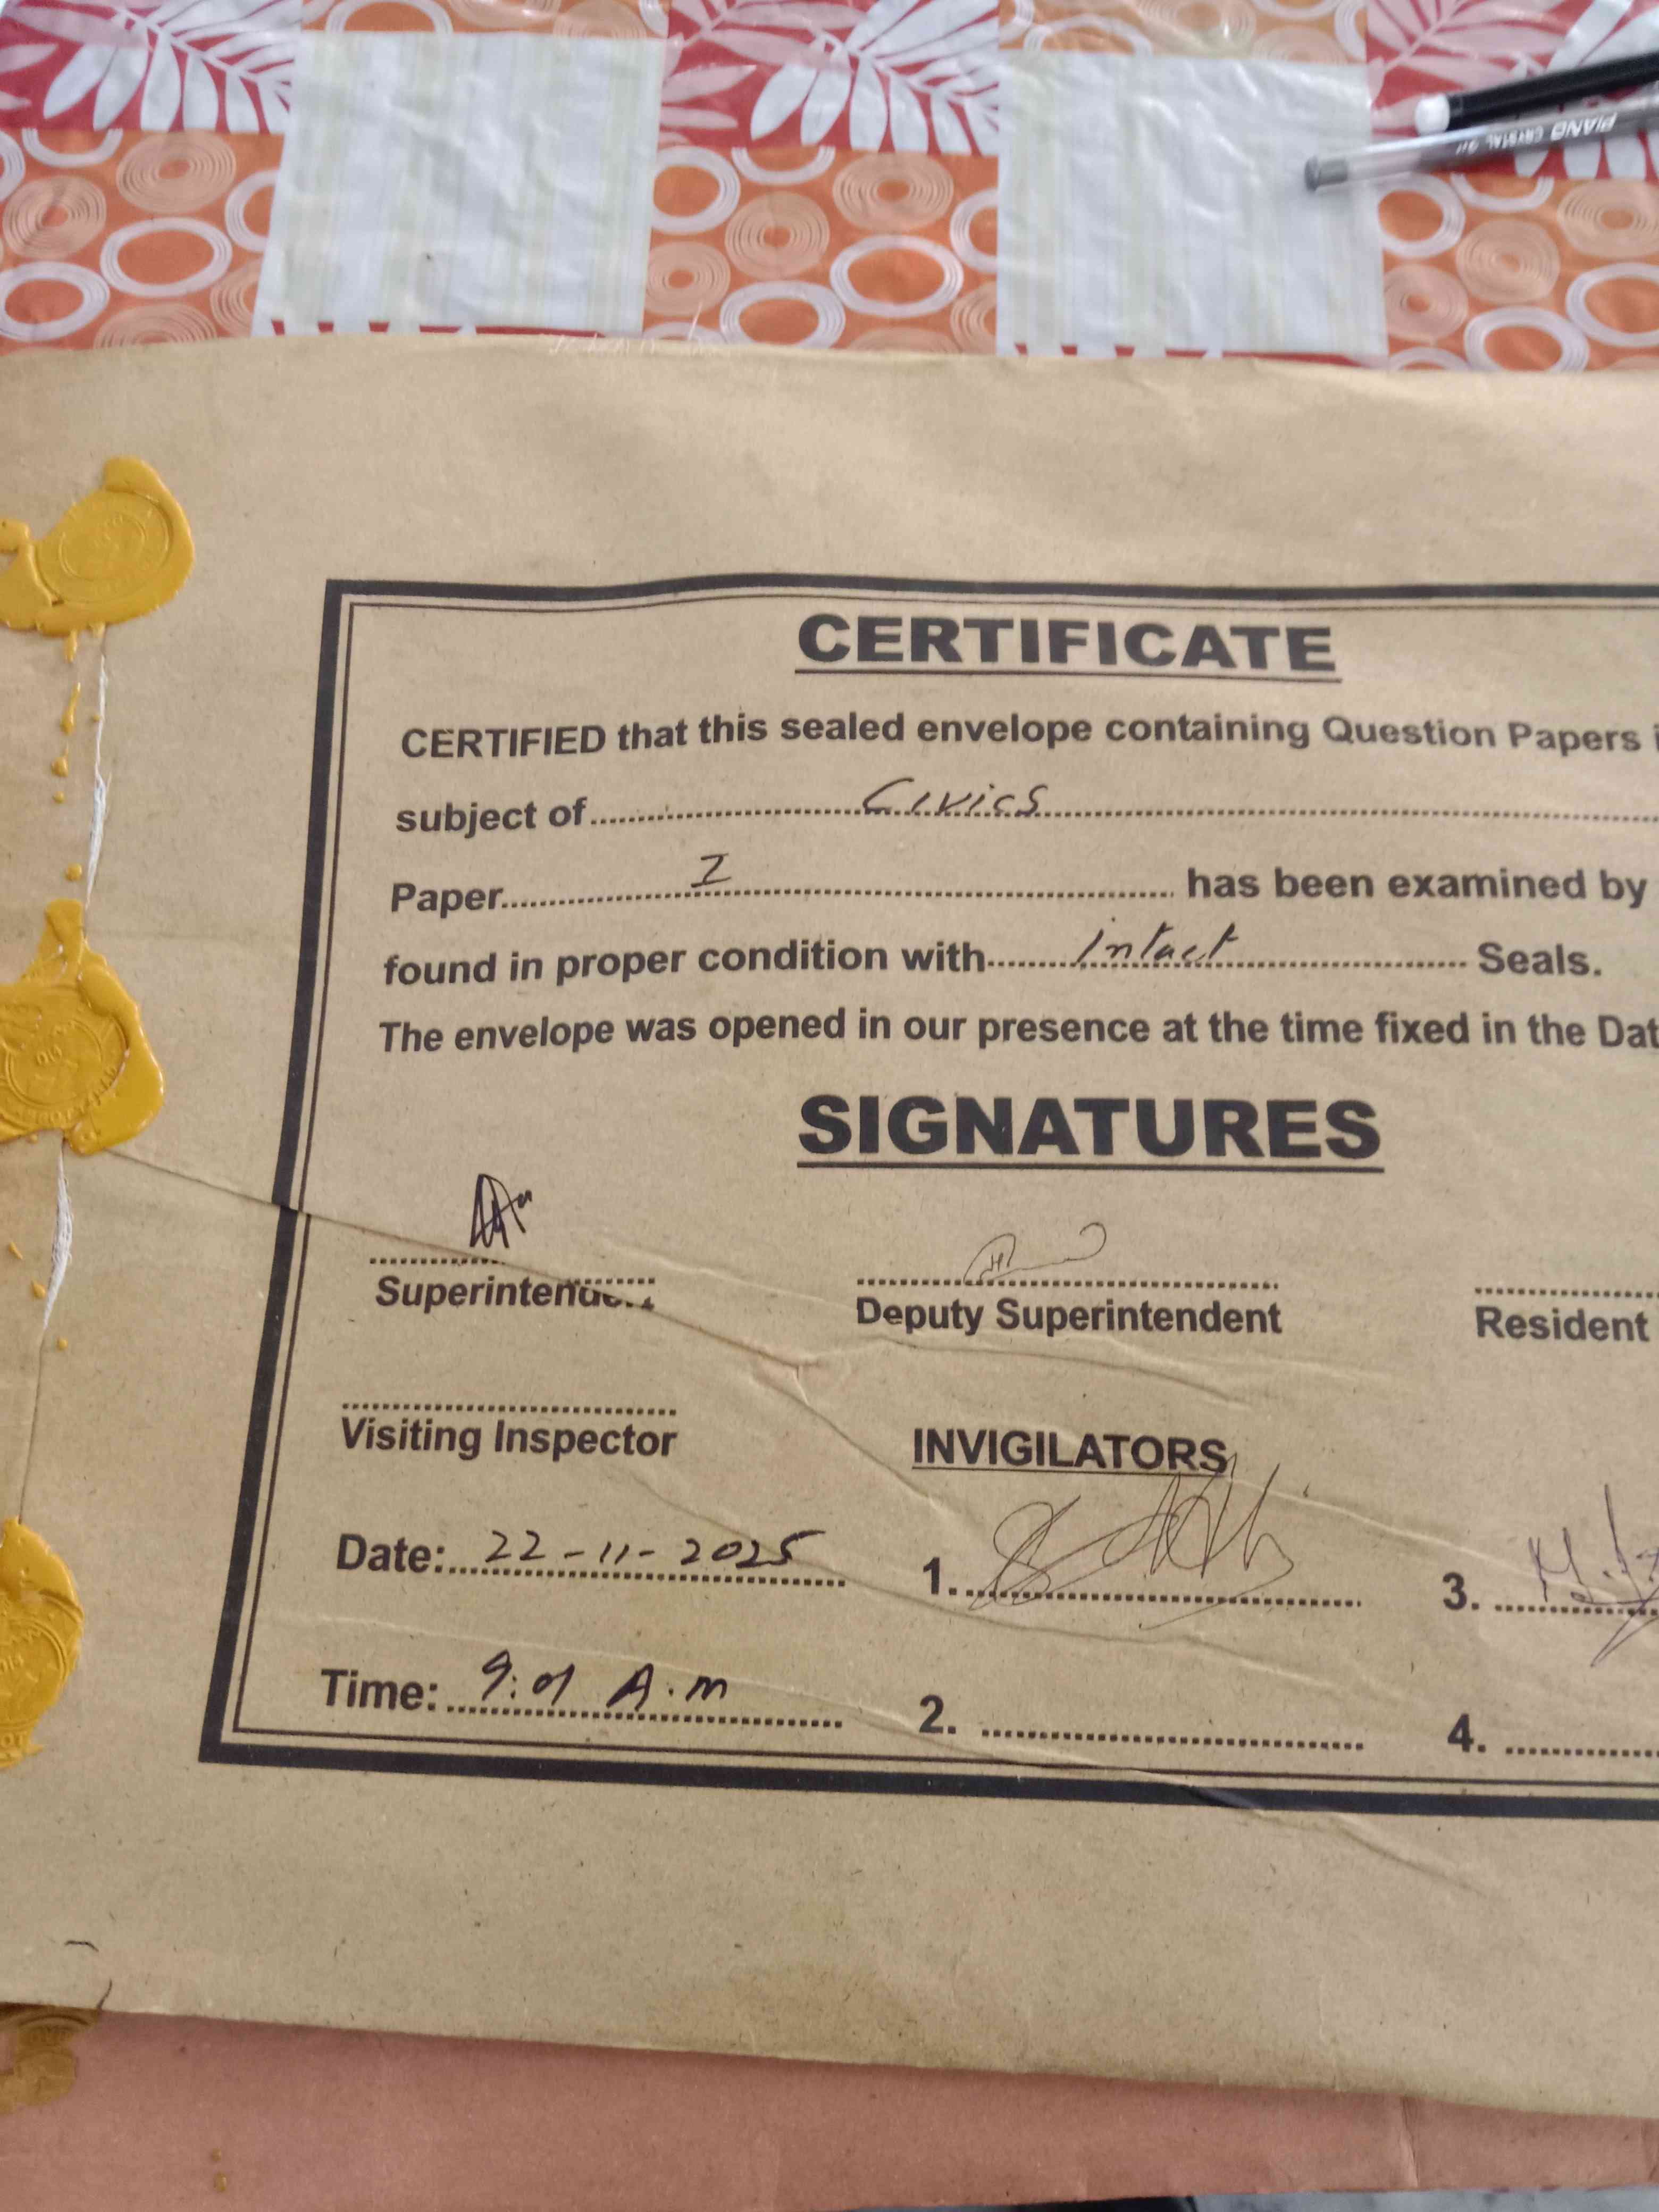 PIANO CRYSTAL gel
CERTIFICATE
CERTIFIED that this sealed envelope containing Question Papers i
subject of Civics
Paper I has been examined by
found in proper condition with intact Seals.
The envelope was opened in our presence at the time fixed in the Dat
SIGNATURES
Superintendent
Deputy Superintendent
Resident
Visiting Inspector
INVIGILATORS
Date: 22-11-2025
1.
3.
Time: 9:01 A.m
2.
4.